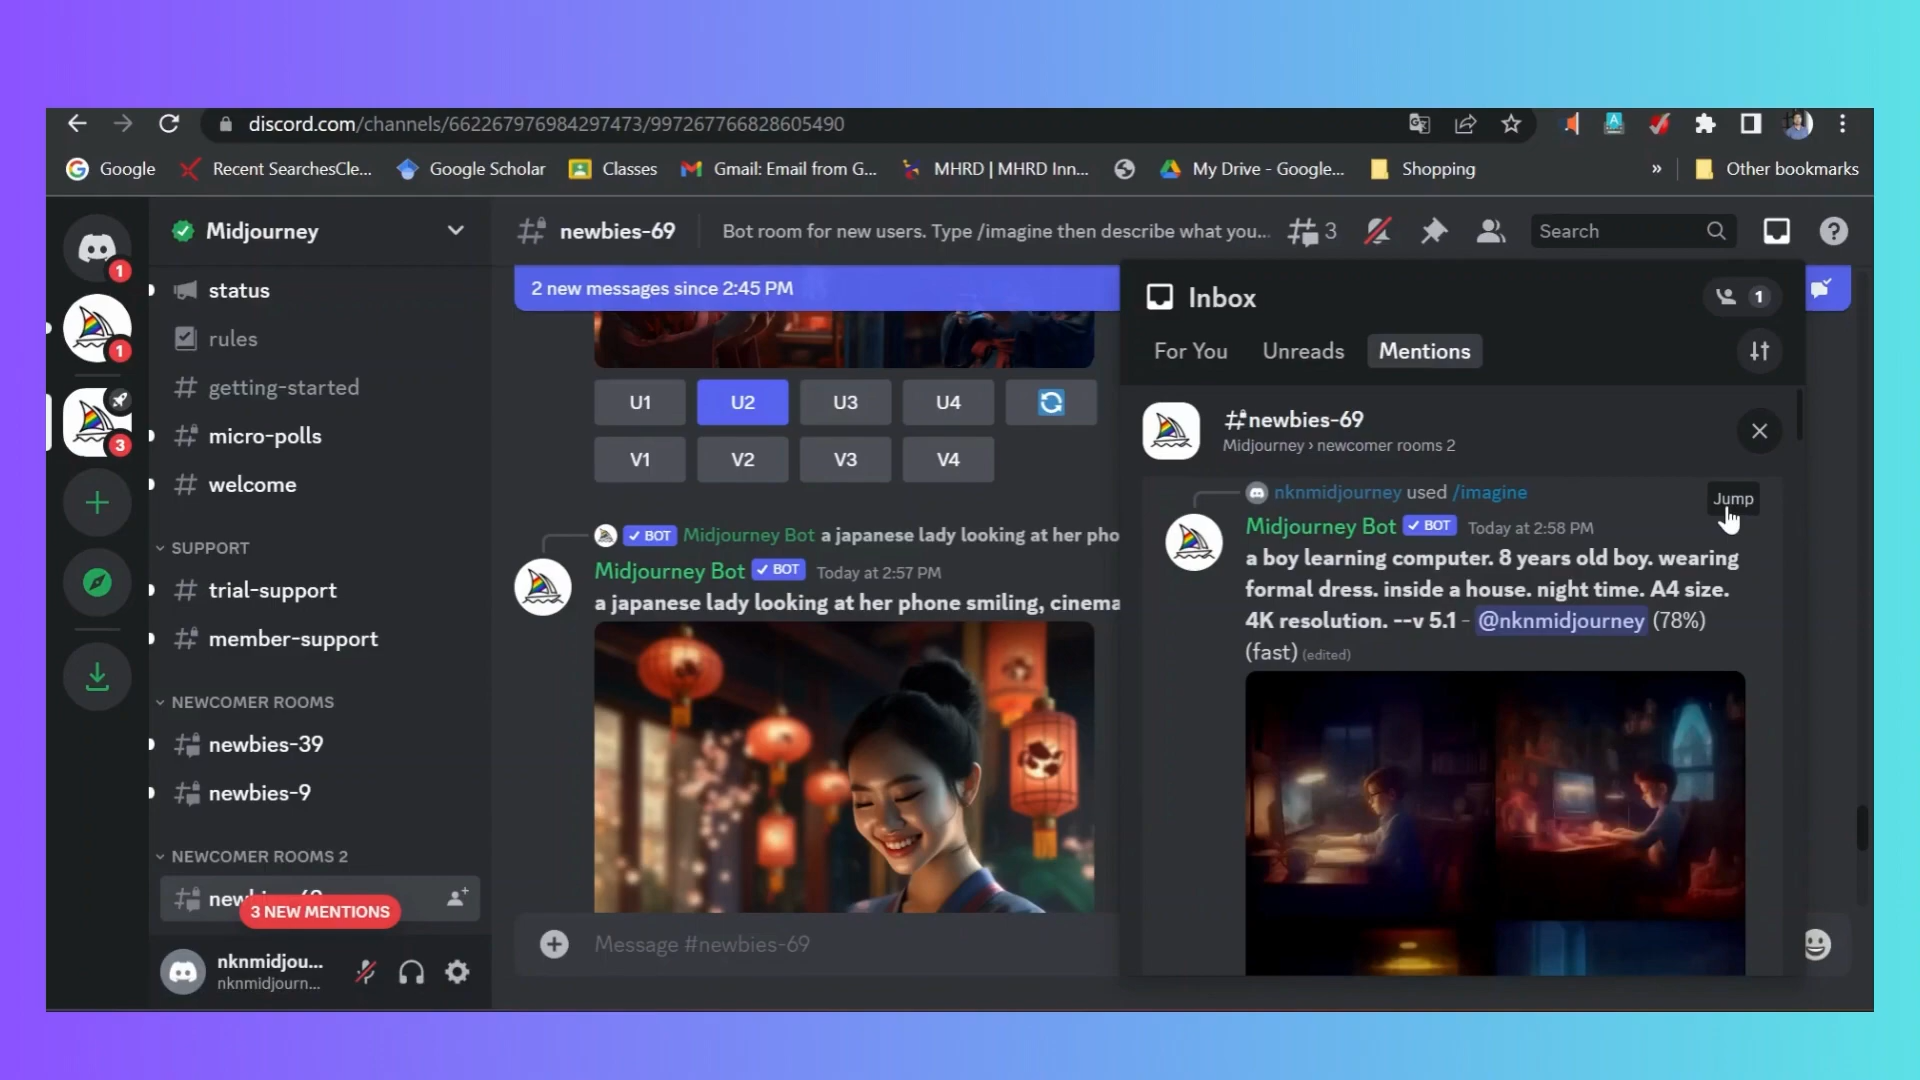 discord.com/channels/662267976984297473/997267766828605490
Google
Recent SearchesCle...
Google Scholar
Classes
Gmail: Email from G...
MHRD | MHRD Inn...
My Drive - Google...
Shopping
»
Other bookmarks
1
1
3
Midjourney
status
rules
getting-started
micro-polls
welcome
SUPPORT
trial-support
member-support
NEWCOMER ROOMS
newbies-39
newbies-9
NEWCOMER ROOMS 2
3 NEW MENTIONS
nknmidjou...
nknmidjourn...
newbies-69
Bot room for new users. Type /imagine then describe what you...
3
Search
2 new messages since 2:45 PM
U1 U2 U3 U4
V1 V2 V3 V4
BOT Midjourney Bot a japanese lady looking at her pho
Midjourney Bot BOT Today at 2:57 PM
a japanese lady looking at her phone smiling, cinema
Message #newbies-69
Inbox
1
For You Unreads Mentions
#newbies-69
Midjourney › newcomer rooms 2
nknmidjourney used /imagine
Jump
Midjourney Bot BOT Today at 2:58 PM
a boy learning computer. 8 years old boy. wearing
formal dress. inside a house. night time. A4 size.
4K resolution. --v 5.1 - @nknmidjourney (78%)
(fast) (edited)